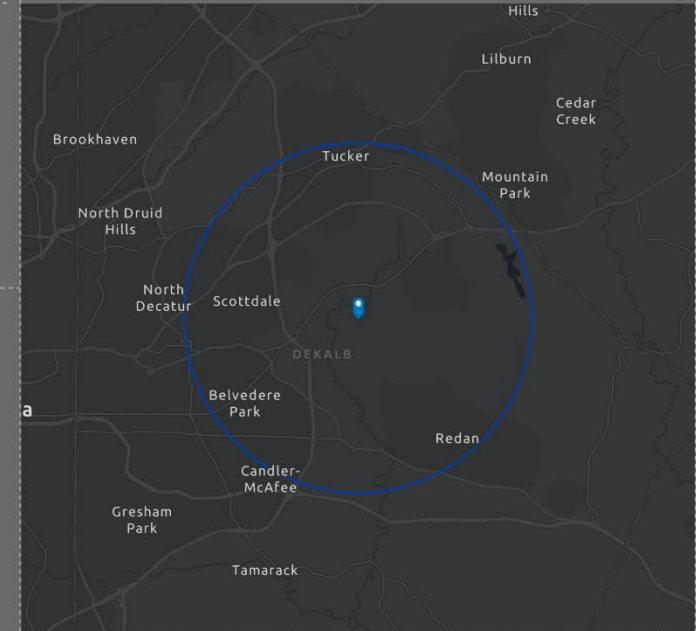 Hills
Lilburn
Cedar
Creek
Brookhaven
Tucker
Mountain
Park
North Druid
Hills
North
Decatur
Scottdale
DEKALB
Belvedere
Park
a
Redan
Candler-
McAfee
Gresham
Park
Tamarack